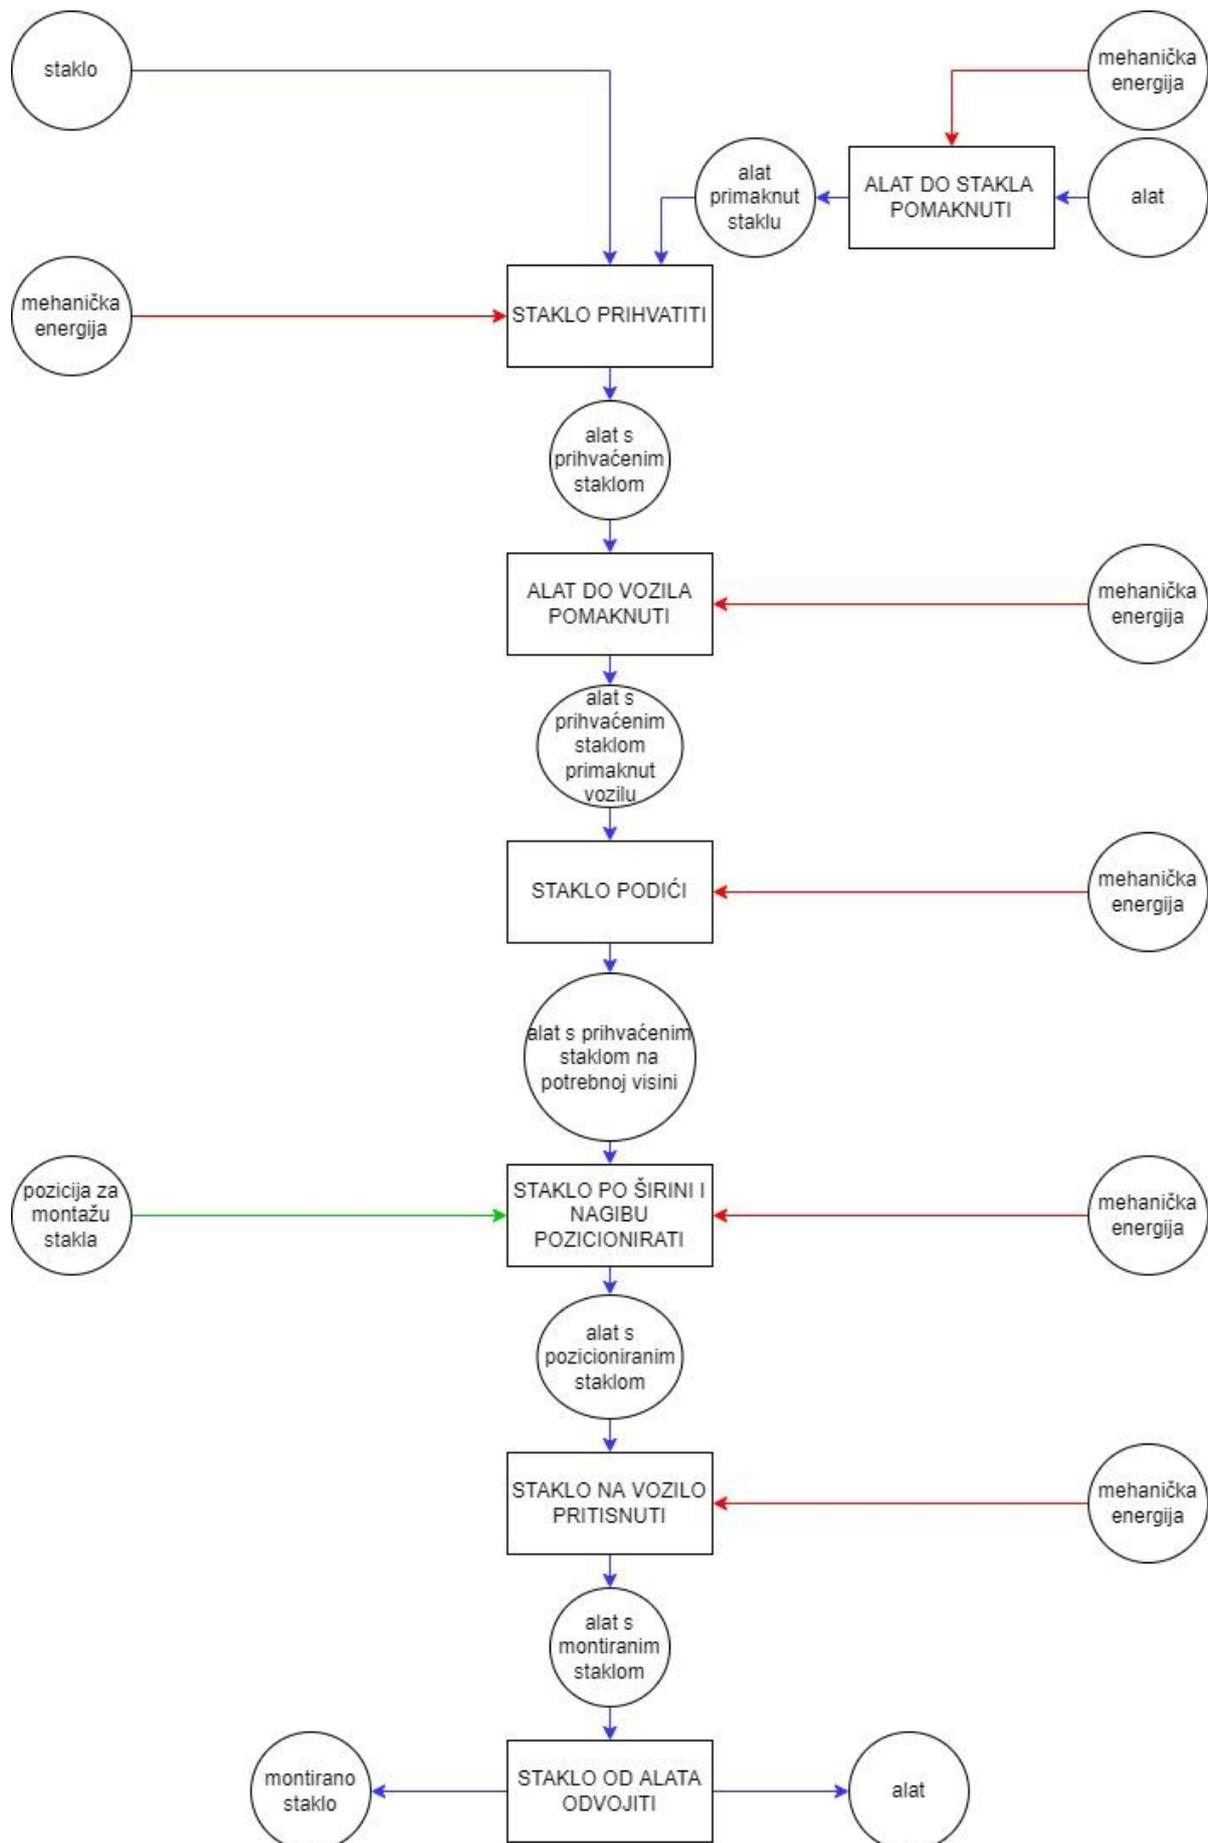 staklo
mehanička
energija
alat
primaknut
staklu
ALAT DO STAKLA
POMAKNUTI
alat
mehanička
energija
STAKLO PRIHVATITI
alat s
prihvaćenim
staklom
ALAT DO VOZILA
POMAKNUTI
mehanička
energija
alat s
prihvaćenim
staklom
primaknut
vozilu
STAKLO PODIĆI
mehanička
energija
alat s prihvaćenim
staklom na
potrebnoj visini
pozicija za
montažu
stakla
STAKLO PO ŠIRINI I
NAGIBU
POZICIONIRATI
mehanička
energija
alat s
pozicioniranim
staklom
STAKLO NA VOZILO
PRITISNUTI
mehanička
energija
alat s
montiranim
staklom
montirano
staklo
STAKLO OD ALATA
ODVOJITI
alat